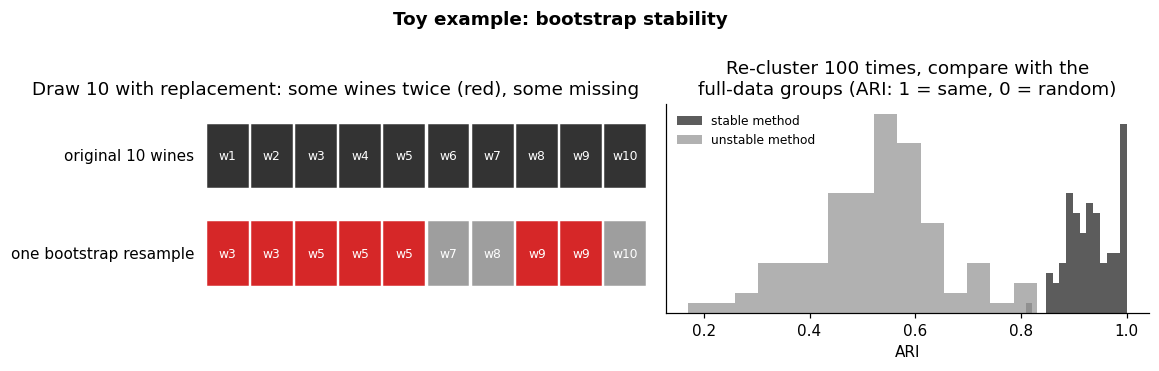 Toy example: bootstrap stability
Draw 10 with replacement: some wines twice (red), some missing
original 10 wines
w1 w2 w3 w4 w5 w6 w7 w8 w9 w10
one bootstrap resample
w3 w3 w5 w5 w5 w7 w8 w9 w9 w10
Re-cluster 100 times, compare with the
full-data groups (ARI: 1 = same, 0 = random)
stable method
unstable method
0.2 0.4 0.6 0.8 1.0
ARI